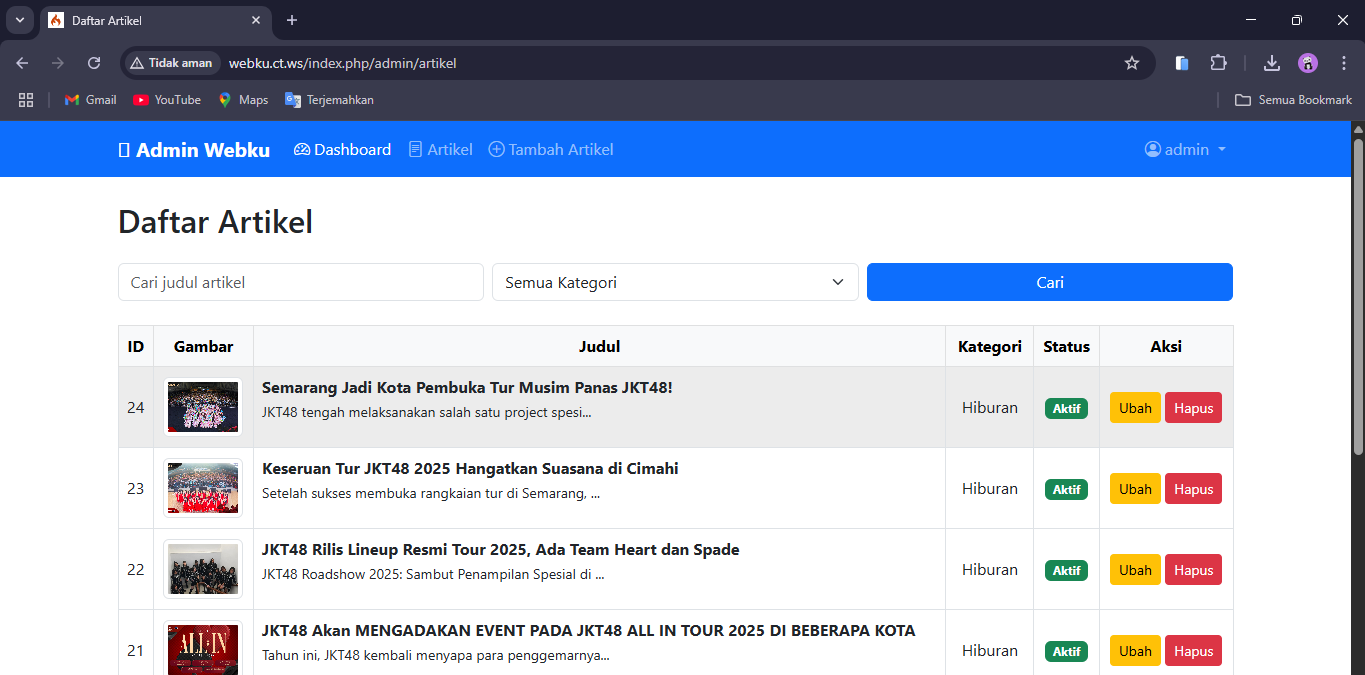 Daftar Artikel
Tidak aman webku.ct.ws/index.php/admin/artikel
Gmail YouTube Maps Terjemahkan Semua Bookmark
Admin Webku Dashboard Artikel Tambah Artikel admin
Daftar Artikel
Cari judul artikel Semua Kategori Cari
ID Gambar Judul Kategori Status Aksi
24 Semarang Jadi Kota Pembuka Tur Musim Panas JKT48! Hiburan Aktif Ubah Hapus
JKT48 tengah melaksanakan salah satu project spesi...
23 Keseruan Tur JKT48 2025 Hangatkan Suasana di Cimahi Hiburan Aktif Ubah Hapus
Setelah sukses membuka rangkaian tur di Semarang, ...
22 JKT48 Rilis Lineup Resmi Tour 2025, Ada Team Heart dan Spade Hiburan Aktif Ubah Hapus
JKT48 Roadshow 2025: Sambut Penampilan Spesial di ...
21 ALL IN JKT48 Akan MENGADAKAN EVENT PADA JKT48 ALL IN TOUR 2025 DI BEBERAPA KOTA Hiburan Aktif Ubah Hapus
Tahun ini, JKT48 kembali menyapa para penggemarnya...